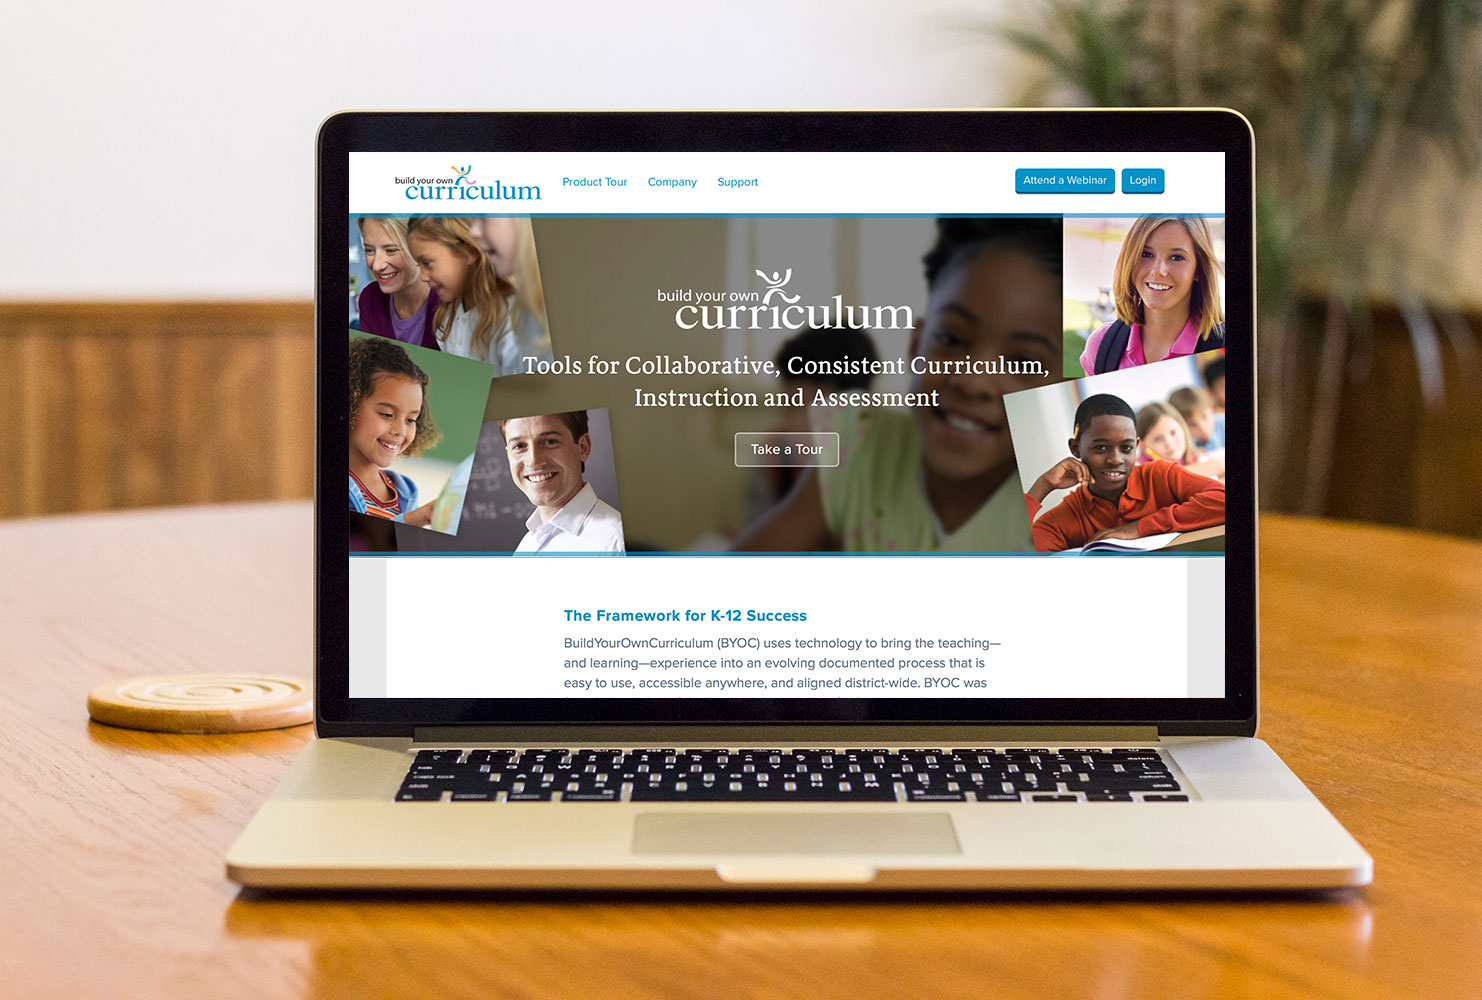 build your own
curriculum
Product Tour
Company
Support
Attend a Webinar
Login
build your own
curriculum
Tools for Collaborative, Consistent Curriculum,
Instruction and Assessment
Take a Tour
The Framework for K-12 Success
BuildYourOwnCurriculum (BYOC) uses technology to bring the teaching—
and learning—experience into an evolving documented process that is
easy to use, accessible anywhere, and aligned district-wide. BYOC was